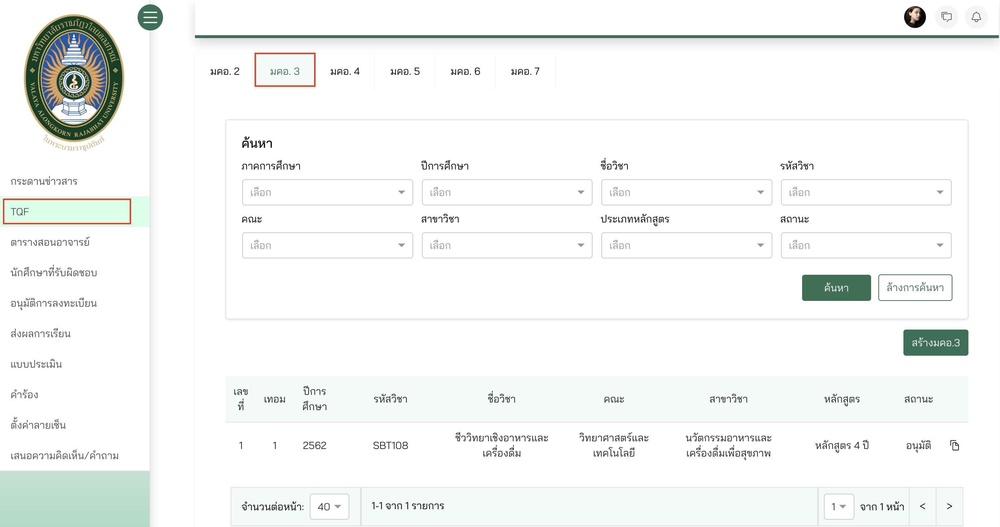 มหาวิทยาลัยราชภัฏวไลยอลงกรณ์
VALAYA ALONGKORN RAJABHAT UNIVERSITY
ในพระบรมราชูปถัมภ์
กระดานข่าวสาร
TQF
ตารางสอนอาจารย์
นักศึกษาที่รับผิดชอบ
อนุมัติการลงทะเบียน
ส่งผลการเรียน
แบบประเมิน
คำร้อง
ตั้งค่าลายเซ็น
เสนอความคิดเห็น/คำถาม
มคอ. 2 มคอ. 3 มคอ. 4 มคอ. 5 มคอ. 6 มคอ. 7
ค้นหา
ภาคการศึกษา ปีการศึกษา ชื่อวิชา รหัสวิชา
เลือก เลือก เลือก เลือก
คณะ สาขาวิชา ประเภทหลักสูตร สถานะ
เลือก เลือก เลือก เลือก
ค้นหา ล้างการค้นหา
สร้างมคอ.3
เลข
ที่ เทอม ปีการ
ศึกษา รหัสวิชา ชื่อวิชา คณะ สาขาวิชา หลักสูตร สถานะ
1 1 2562 SBT108 ชีววิทยาเชิงอาหารและ
เครื่องดื่ม วิทยาศาสตร์และ
เทคโนโลยี นวัตกรรมอาหารและ
เครื่องดื่มเพื่อสุขภาพ หลักสูตร 4 ปี อนุมัติ
จำนวนต่อหน้า: 40 1-1 จาก 1 รายการ 1 จาก 1 หน้า < >